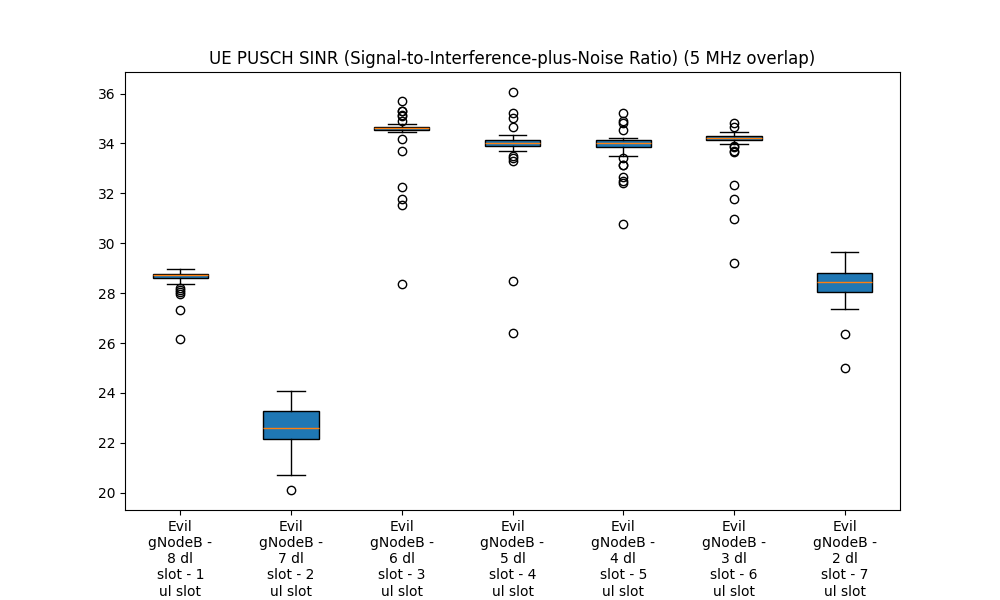 UE PUSCH SINR (Signal-to-Interference-plus-Noise Ratio) (5 MHz overlap)
36
34
32
30
28
26
24
22
20
Evil
gNodeB -
8 dl
slot - 1
ul slot
Evil
gNodeB -
7 dl
slot - 2
ul slot
Evil
gNodeB -
6 dl
slot - 3
ul slot
Evil
gNodeB -
5 dl
slot - 4
ul slot
Evil
gNodeB -
4 dl
slot - 5
ul slot
Evil
gNodeB -
3 dl
slot - 6
ul slot
Evil
gNodeB -
2 dl
slot - 7
ul slot